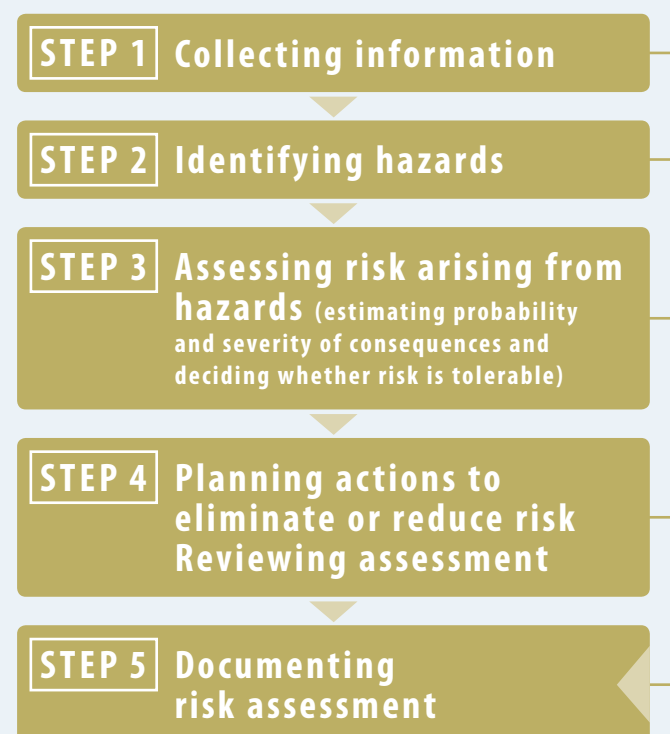 STEP 1 Collecting information
STEP 2 Identifying hazards
STEP 3 Assessing risk arising from
hazards (estimating probability
and severity of consequences and
deciding whether risk is tolerable)
STEP 4 Planning actions to
eliminate or reduce risk
Reviewing assessment
STEP 5 Documenting
risk assessment